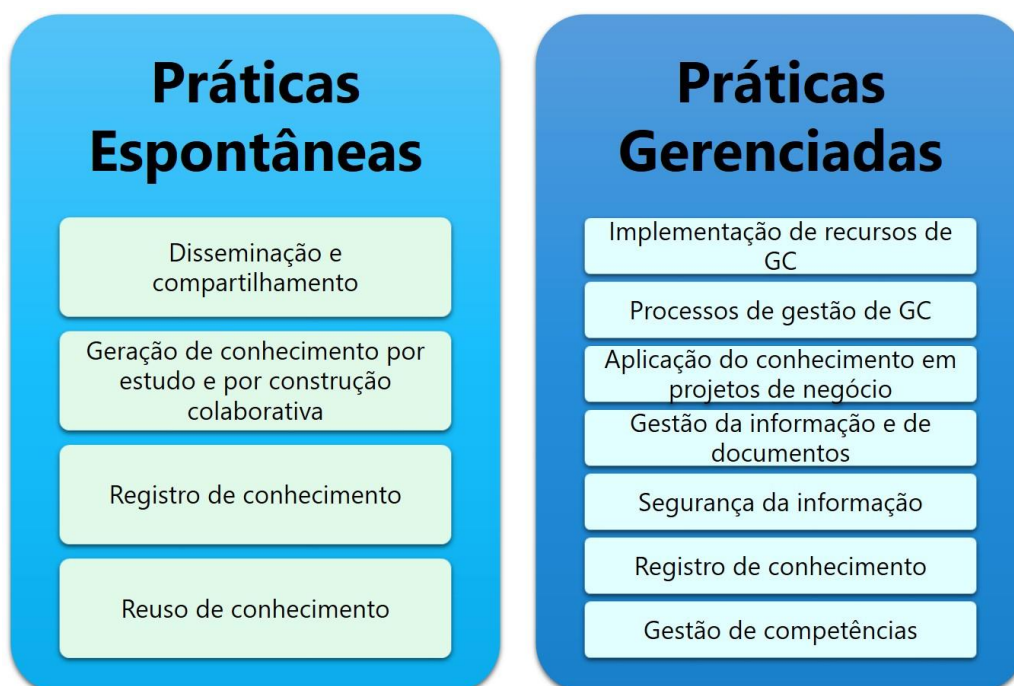 Práticas
Espontâneas
Disseminação e
compartilhamento
Geração de conhecimento por
estudo e por construção
colaborativa
Registro de conhecimento
Reuso de conhecimento
Práticas
Gerenciadas
Implementação de recursos de
GC
Processos de gestão de GC
Aplicação do conhecimento em
projetos de negócio
Gestão da informação e de
documentos
Segurança da informação
Registro de conhecimento
Gestão de competências